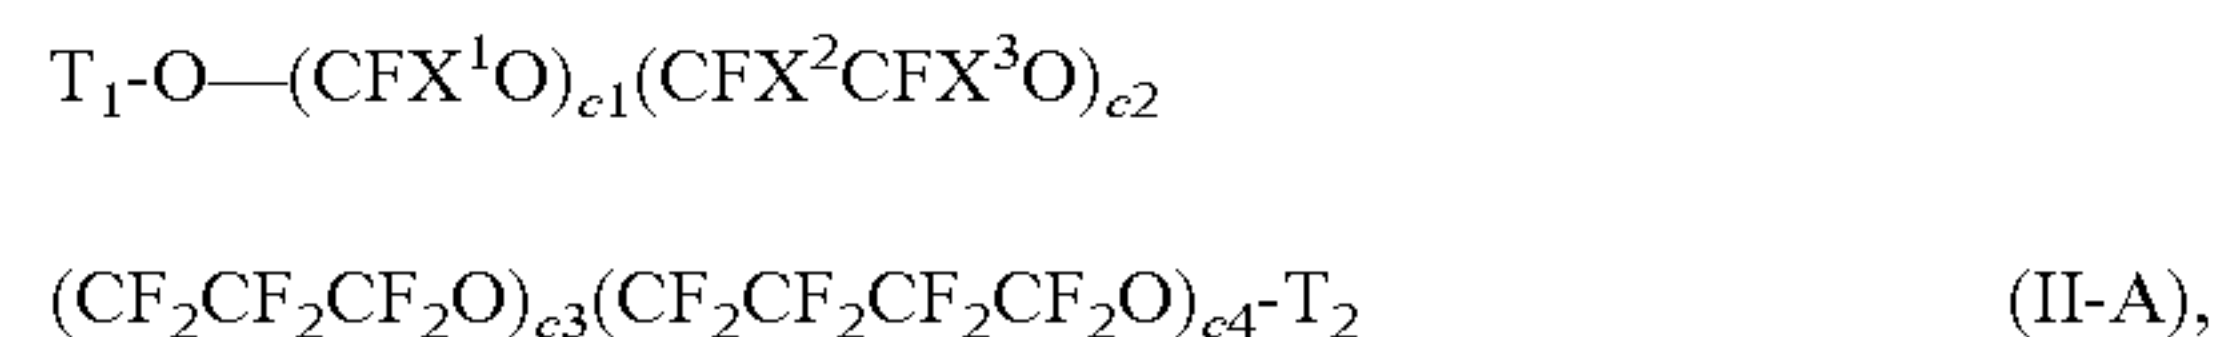 T₁-O—(CFX¹O)c1(CFX²CFX³O)c2
(CF₂CF₂CF₂O)c3(CF₂CF₂CF₂CF₂O)c4-T₂ (II-A),